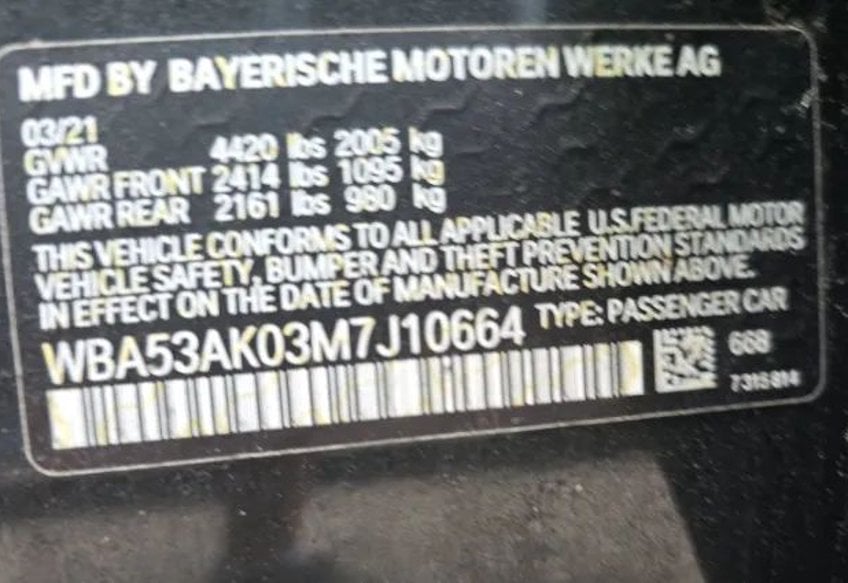 MFD BY BAYERISCHE MOTOREN WERKE AG
03/21
GVWR 4420 lbs 2005 kg
GAWR FRONT 2414 lbs 1095 kg
GAWR REAR 2161 lbs 980 kg
THIS VEHICLE CONFORMS TO ALL APPLICABLE U.S.FEDERAL MOTOR
VEHICLE SAFETY, BUMPER AND THEFT PREVENTION STANDARDS
IN EFFECT ON THE DATE OF MANUFACTURE SHOWN ABOVE.
WBA53AK03M7J10664 TYPE: PASSENGER CAR
668